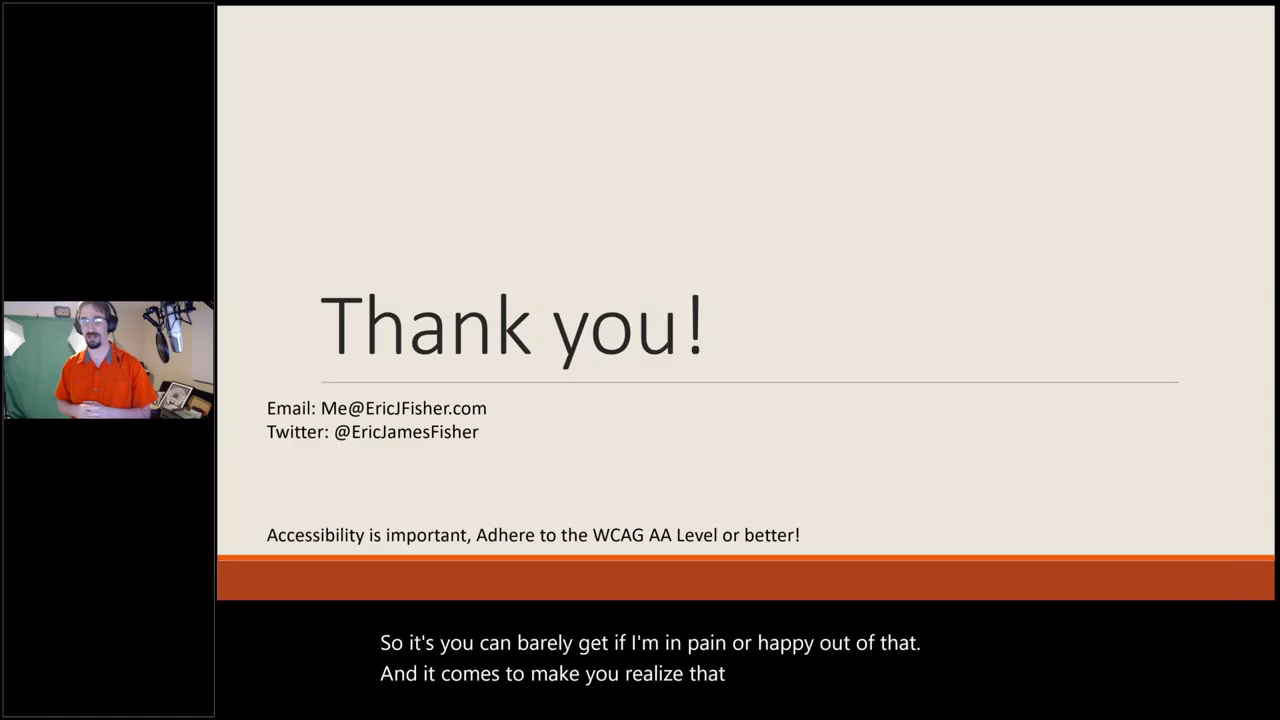 Thank you!
Email: Me@EricJFisher.com
Twitter: @EricJamesFisher
Accessibility is important, Adhere to the WCAG AA Level or better!
So it's you can barely get if I'm in pain or happy out of that.
And it comes to make you realize that